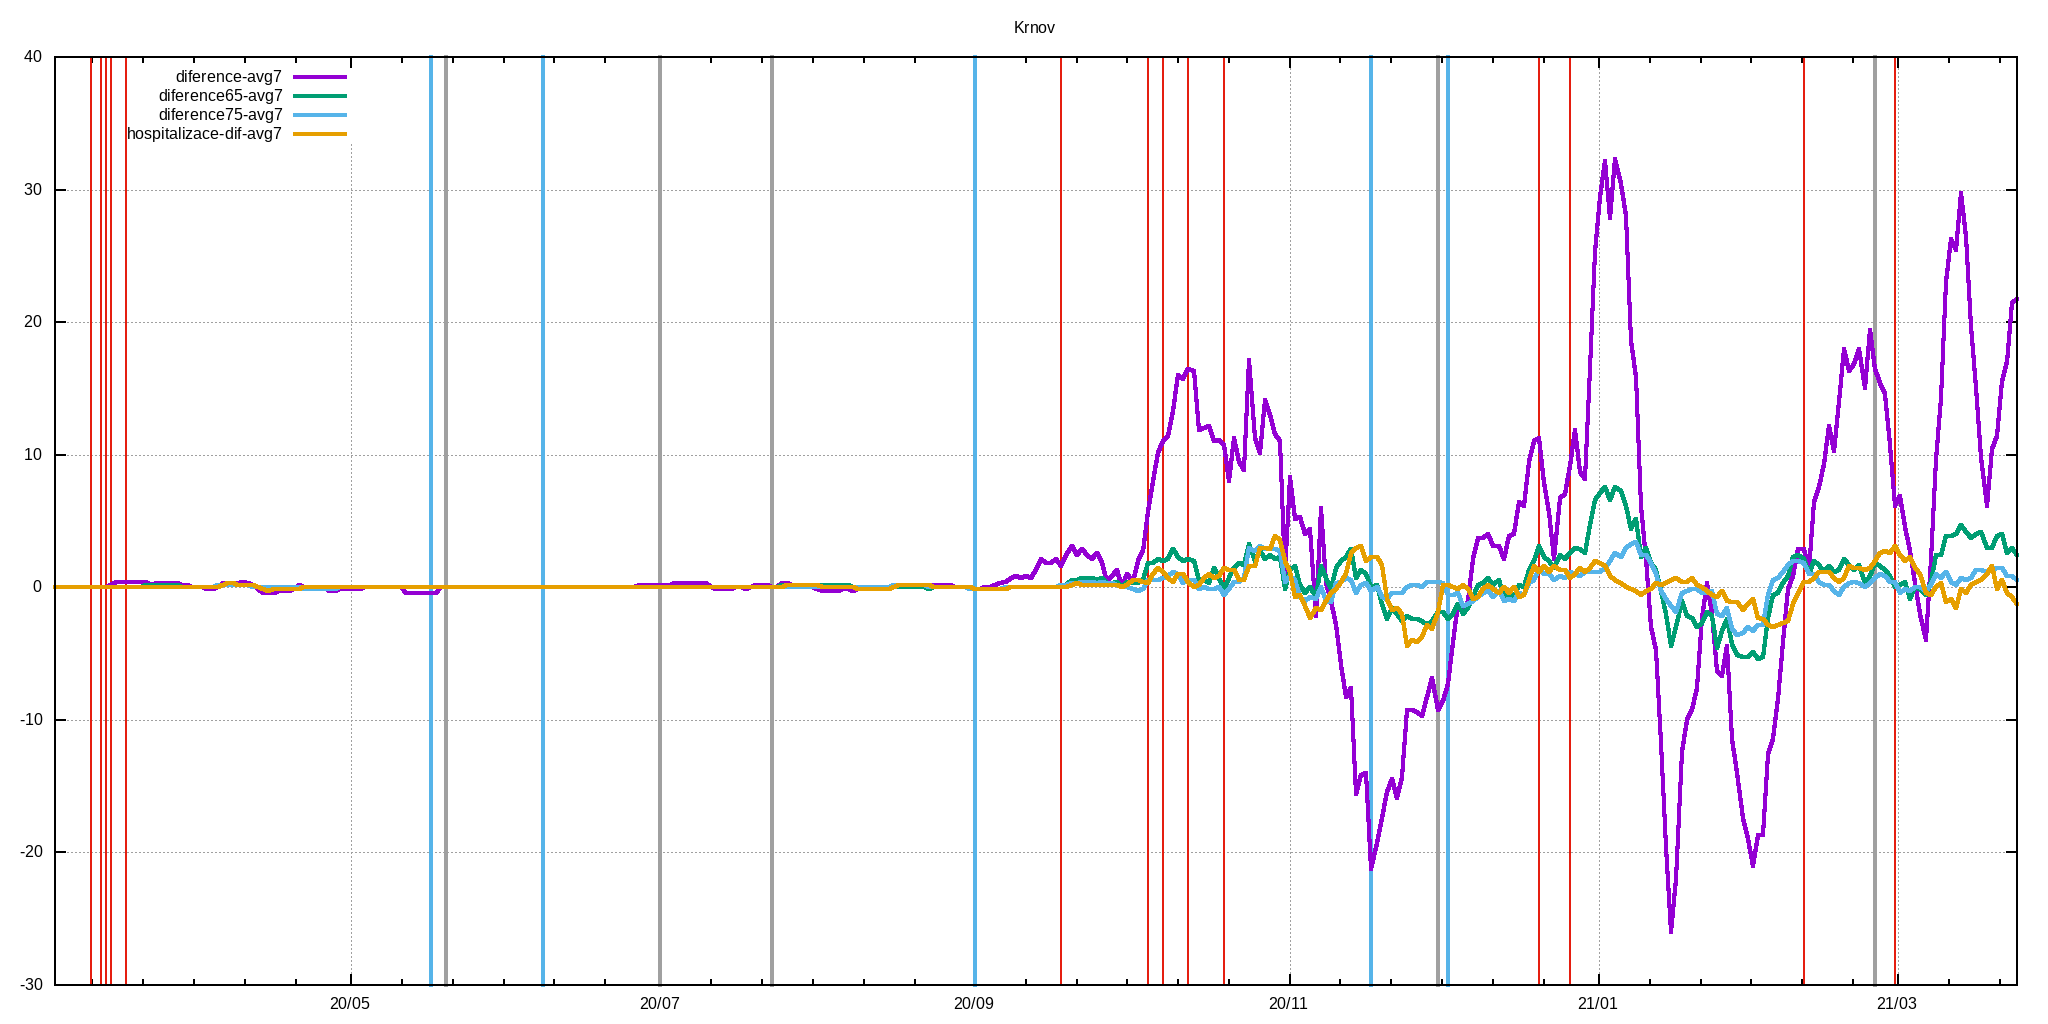 Krnov
40
diference-avg7
diference65-avg7
diference75-avg7
hospitalizace-dif-avg7
30
20
10
0
-10
-20
-30
20/05 20/07 20/09 20/11 21/01 21/03